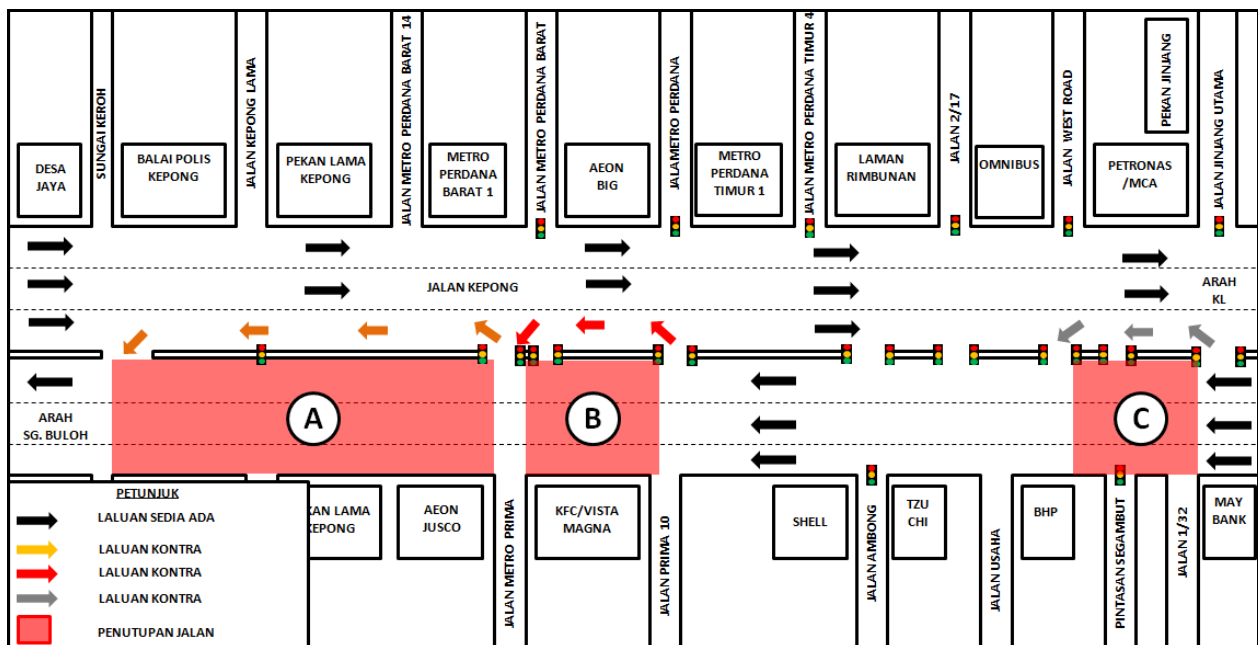 SUNGAI KEROH
JALAN KEPONG LAMA
JALAN METRO PERDANA BARAT 14
JALAN METRO PERDANA BARAT
JALAMETRO PERDANA
JALAN METRO PERDANA TIMUR 4
JALAN 2/17
JALAN WEST ROAD
PEKAN JINJANG
JALAN JINJANG UTAMA
DESA
JAYA
BALAI POLIS
KEPONG
PEKAN LAMA
KEPONG
METRO
PERDANA
BARAT 1
AEON
BIG
METRO
PERDANA
TIMUR 1
LAMAN
RIMBUNAN
OMNIBUS
PETRONAS
/MCA
JALAN KEPONG
ARAH
KL
ARAH
SG. BULOH
A
B
C
PETUNJUK
LALUAN SEDIA ADA
LALUAN KONTRA
LALUAN KONTRA
LALUAN KONTRA
PENUTUPAN JALAN
KAN LAMA
KEPONG
AEON
JUSCO
JALAN METRO PRIMA
KFC/VISTA
MAGNA
JALAN PRIMA 10
SHELL
JALAN AMBONG
TZU
CHI
JALAN USAHA
BHP
PINTASAN SEGAMBUT
JALAN 1/32
MAY
BANK